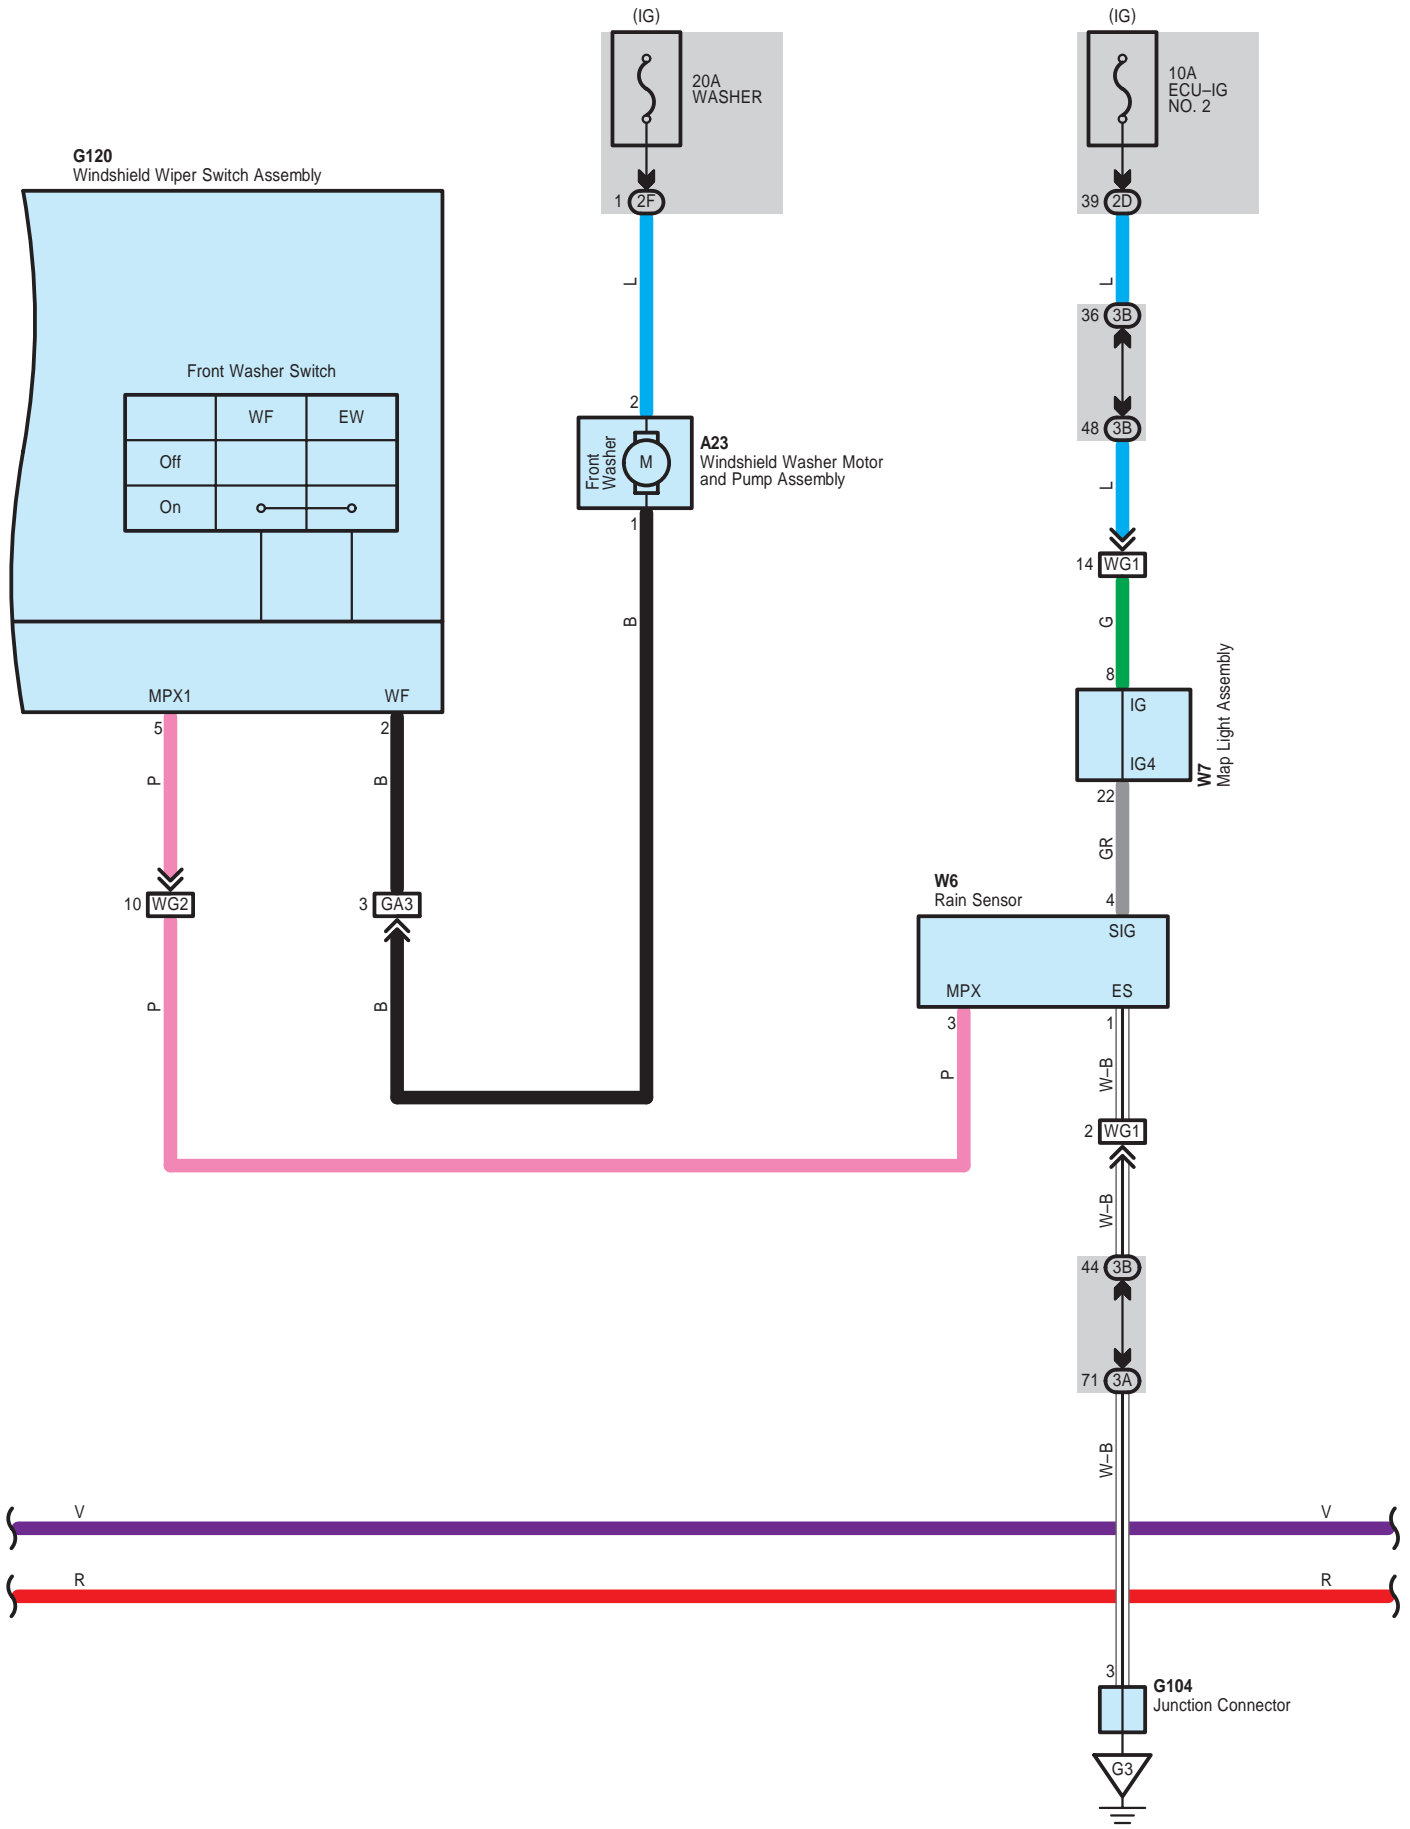 (IG)
(IG)
20A
WASHER
10A
ECU–IG
NO. 2
G120
Windshield Wiper Switch Assembly
1 2F
39 2D
L
L
36 3B
Front Washer Switch
WF EW
Off
On
2
48 3B
Front
Washer
M
A23
Windshield Washer Motor
and Pump Assembly
L
1
14 WG1
B
G
8
MPX1 WF
IG
IG4
W7
Map Light Assembly
5
2
P
B
22
GR
W6
Rain Sensor
4
10 WG2
3 GA3
SIG
MPX ES
P
B
3
1
P
W–B
2 WG1
W–B
44 3B
71 3A
W–B
V
V
R
R
3
G104
Junction Connector
G3